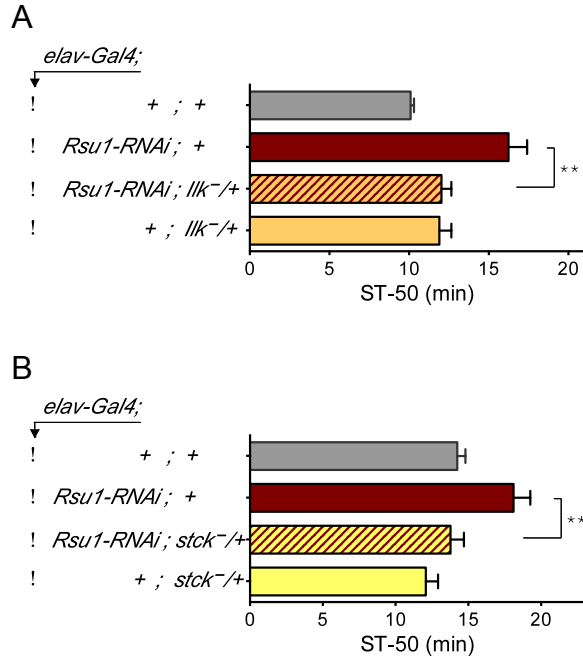 A
elav-Gal4;
! + ; +
! Rsu1-RNAi; +
! Rsu1-RNAi; Ilk⁻/+
! + ; Ilk⁻/+
**
0 5 10 15 20
ST-50 (min)
B
elav-Gal4;
! + ; +
! Rsu1-RNAi; +
! Rsu1-RNAi; stck⁻/+
! + ; stck⁻/+
**
0 5 10 15 20
ST-50 (min)